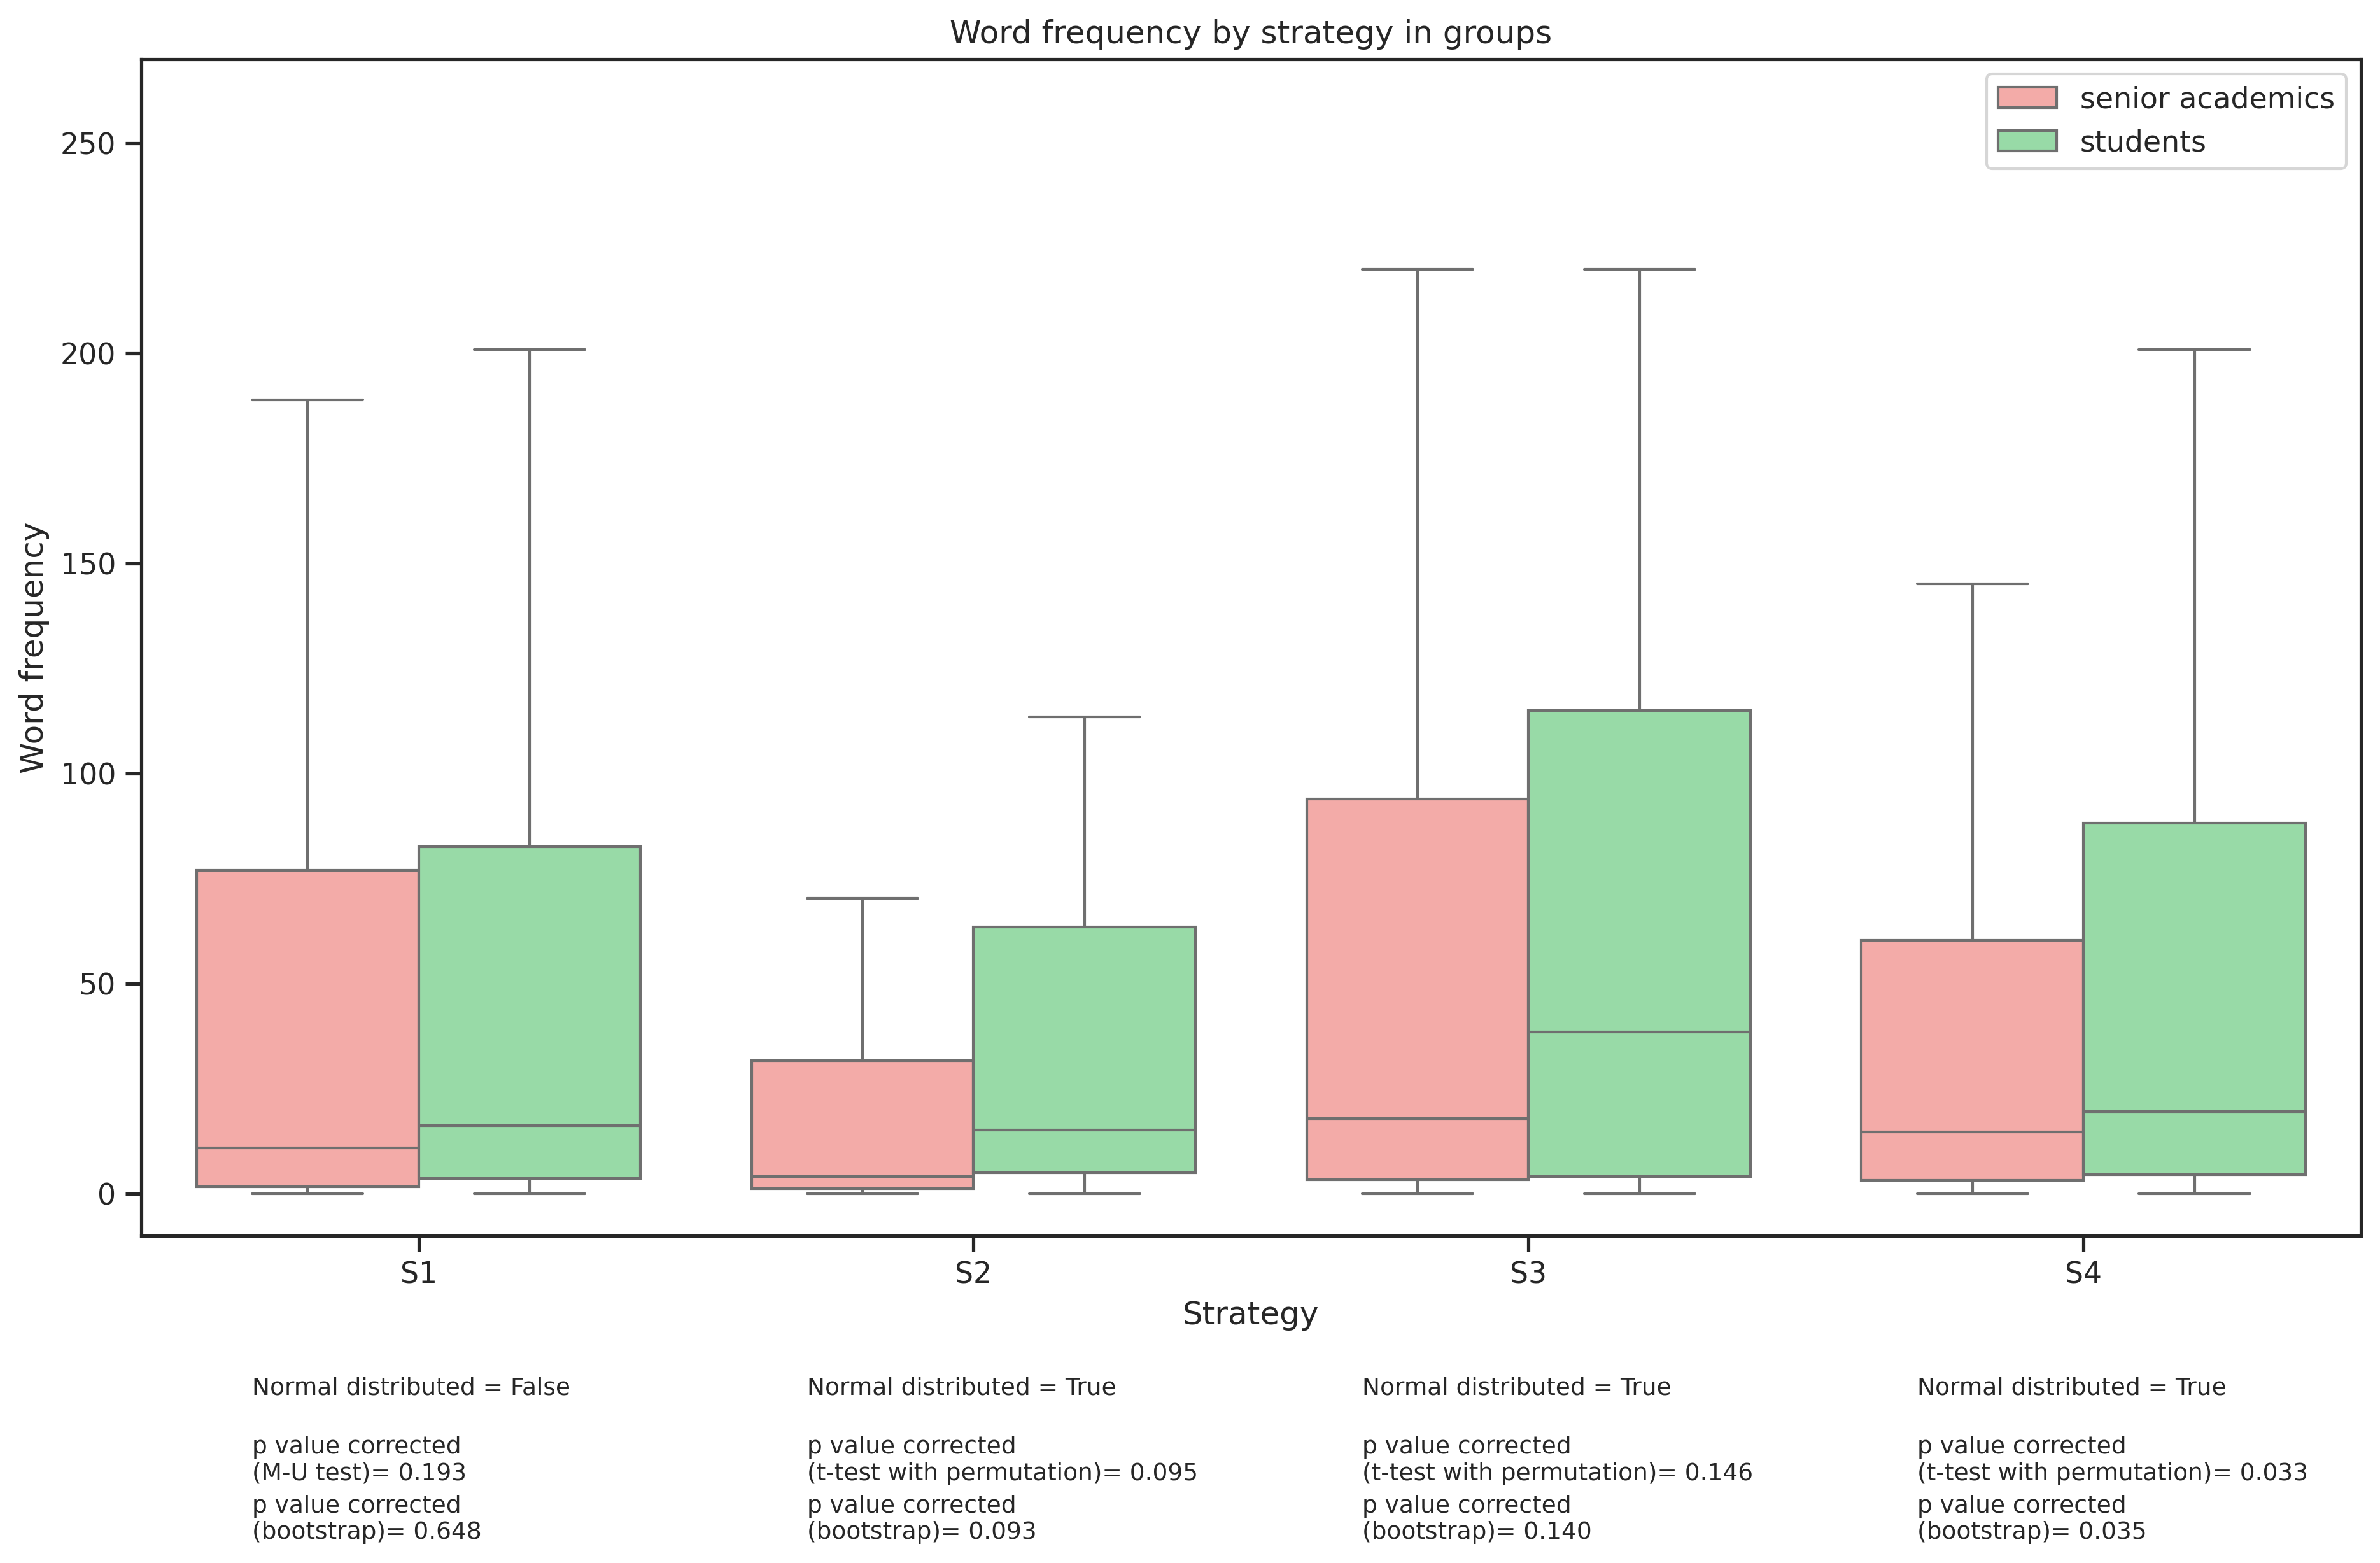 Word frequency by strategy in groups
senior academics
students
Word frequency
250
200
150
100
50
0
S1 S2 S3 S4
Strategy
Normal distributed = False
p value corrected
(M-U test)= 0.193
p value corrected
(bootstrap)= 0.648
Normal distributed = True
p value corrected
(t-test with permutation)= 0.095
p value corrected
(bootstrap)= 0.093
Normal distributed = True
p value corrected
(t-test with permutation)= 0.146
p value corrected
(bootstrap)= 0.140
Normal distributed = True
p value corrected
(t-test with permutation)= 0.033
p value corrected
(bootstrap)= 0.035